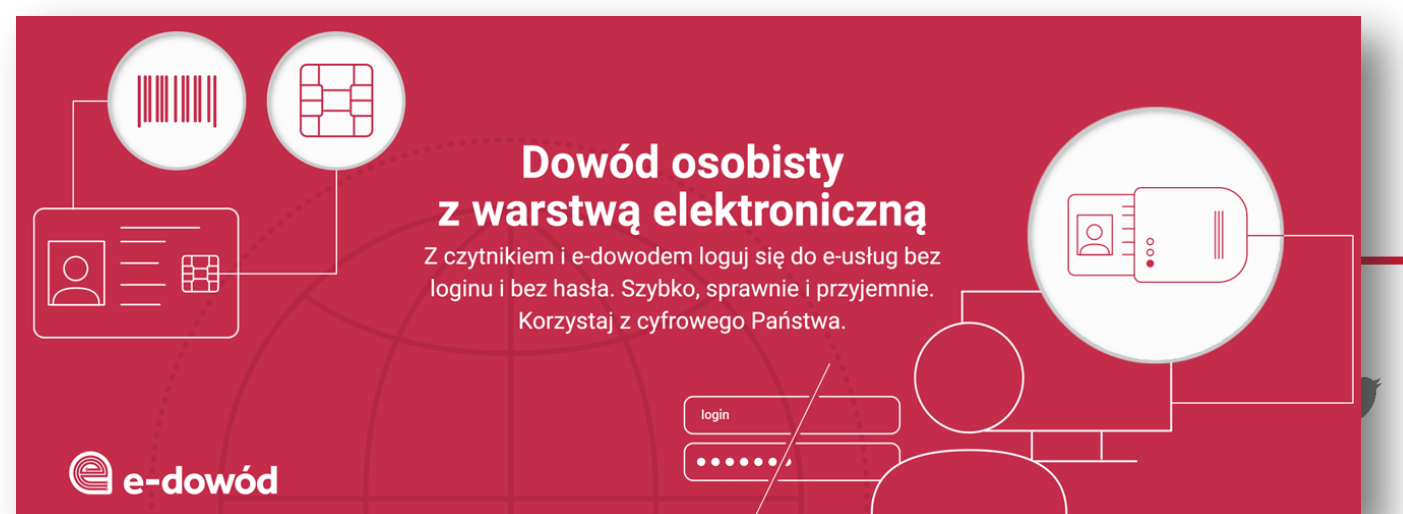 Dowód osobisty
z warstwą elektroniczną
Z czytnikiem i e-dowodem loguj się do e-usług bez
loginu i bez hasła. Szybko, sprawnie i przyjemnie.
Korzystaj z cyfrowego Państwa.
login
e-dowód